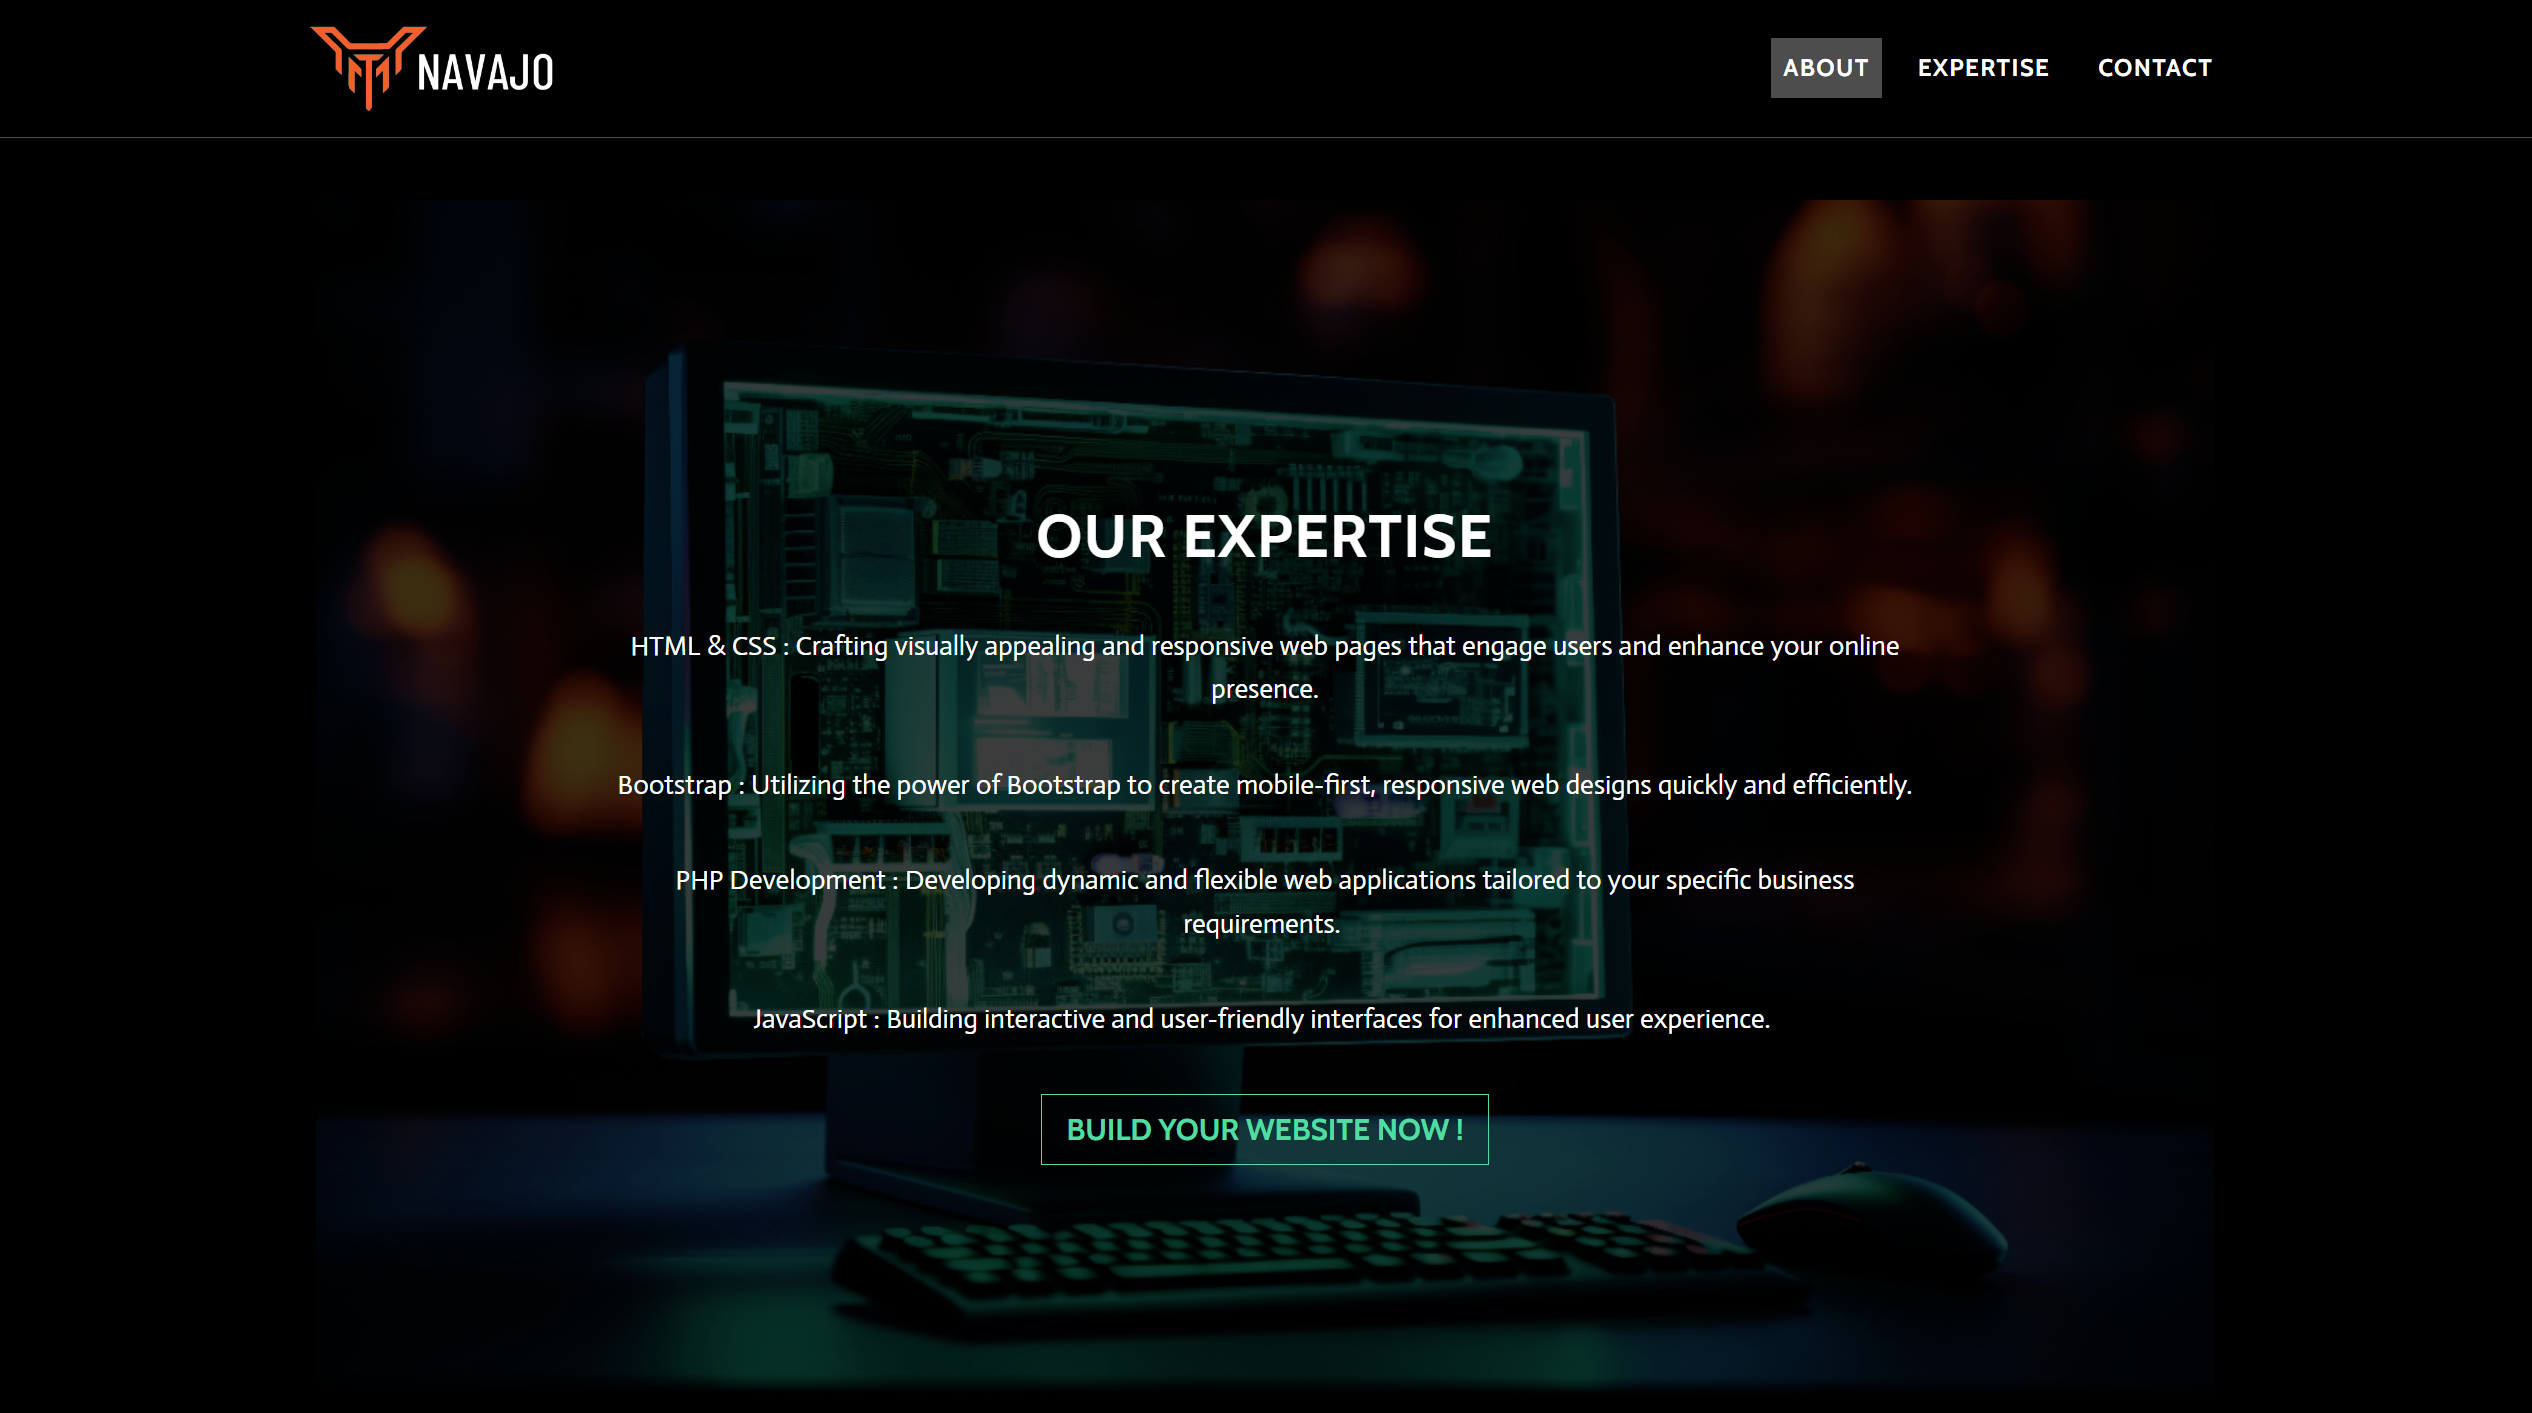 NAVAJO
ABOUT
EXPERTISE
CONTACT
OUR EXPERTISE
HTML & CSS : Crafting visually appealing and responsive web pages that engage users and enhance your online
presence.
Bootstrap : Utilizing the power of Bootstrap to create mobile-first, responsive web designs quickly and efficiently.
PHP Development : Developing dynamic and flexible web applications tailored to your specific business
requirements.
JavaScript : Building interactive and user-friendly interfaces for enhanced user experience.
BUILD YOUR WEBSITE NOW !